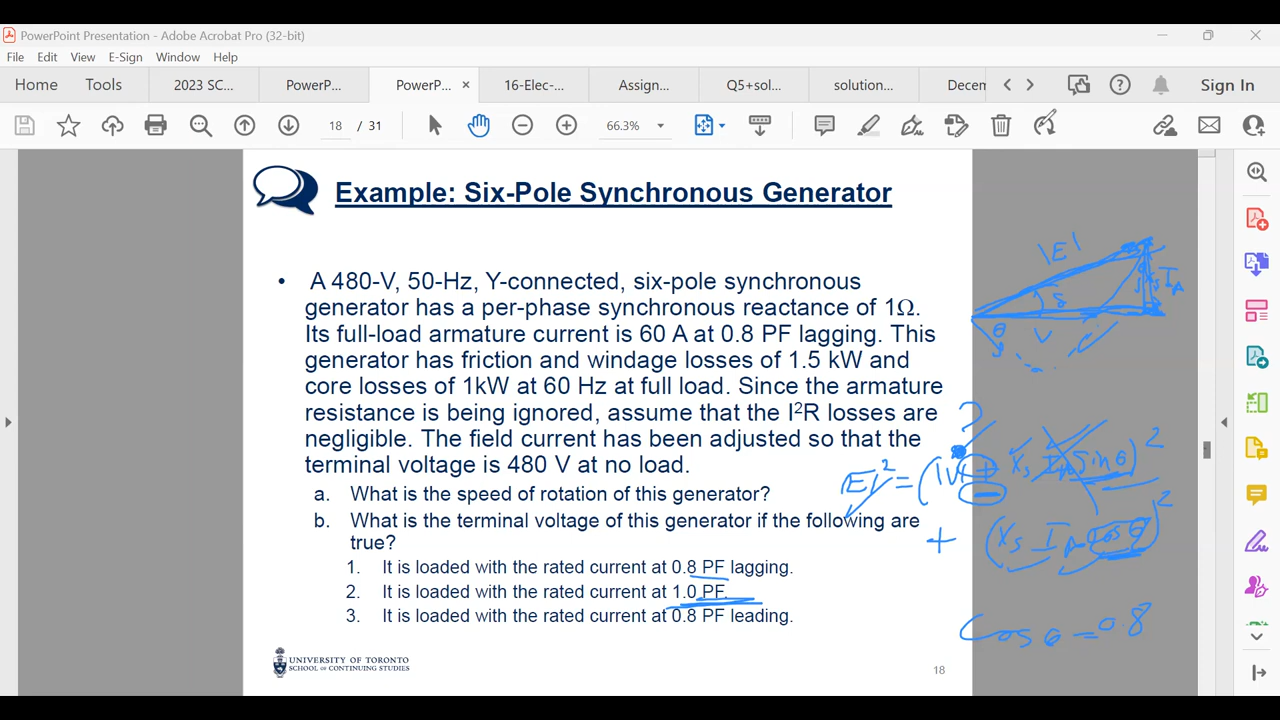 PowerPoint Presentation - Adobe Acrobat Pro (32-bit)
File Edit View E-Sign Window Help
Home Tools 2023 SC... PowerP... PowerP... × 16-Elec-... Assign... Q5+sol... solution... Decem Sign In
18 / 31 66.3%
Example: Six-Pole Synchronous Generator
• A 480-V, 50-Hz, Y-connected, six-pole synchronous
generator has a per-phase synchronous reactance of 1Ω.
Its full-load armature current is 60 A at 0.8 PF lagging. This
generator has friction and windage losses of 1.5 kW and
core losses of 1kW at 60 Hz at full load. Since the armature
resistance is being ignored, assume that the I²R losses are
negligible. The field current has been adjusted so that the
terminal voltage is 480 V at no load.
a. What is the speed of rotation of this generator?
b. What is the terminal voltage of this generator if the following are
true?
1. It is loaded with the rated current at 0.8 PF lagging.
2. It is loaded with the rated current at 1.0 PF.
3. It is loaded with the rated current at 0.8 PF leading.
UNIVERSITY OF TORONTO
SCHOOL OF CONTINUING STUDIES
18
|E|
δ
I_A
θ V
?
sin θ)²
+ (Xs I_A cos θ)²
Cos θ = 0.8